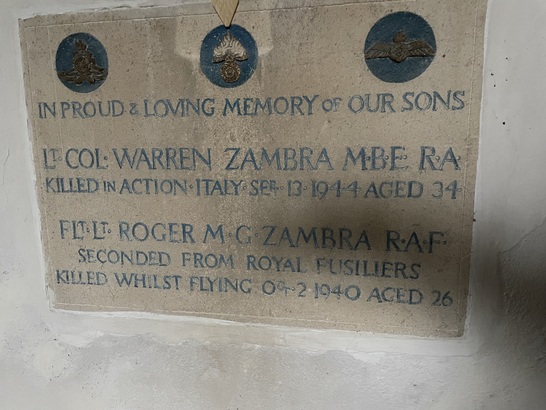 IN PROUD & LOVING MEMORY OF OUR SONS
LT COL· WARREN ZAMBRA M·B·E· R·A·
KILLED IN ACTION· ITALY SEP· 13· 1944 AGED 34
FLT· LT· ROGER M·G· ZAMBRA R·A·F·
SECONDED FROM ROYAL FUSILIERS
KILLED WHILST FLYING OCT·2 1940 AGED 26